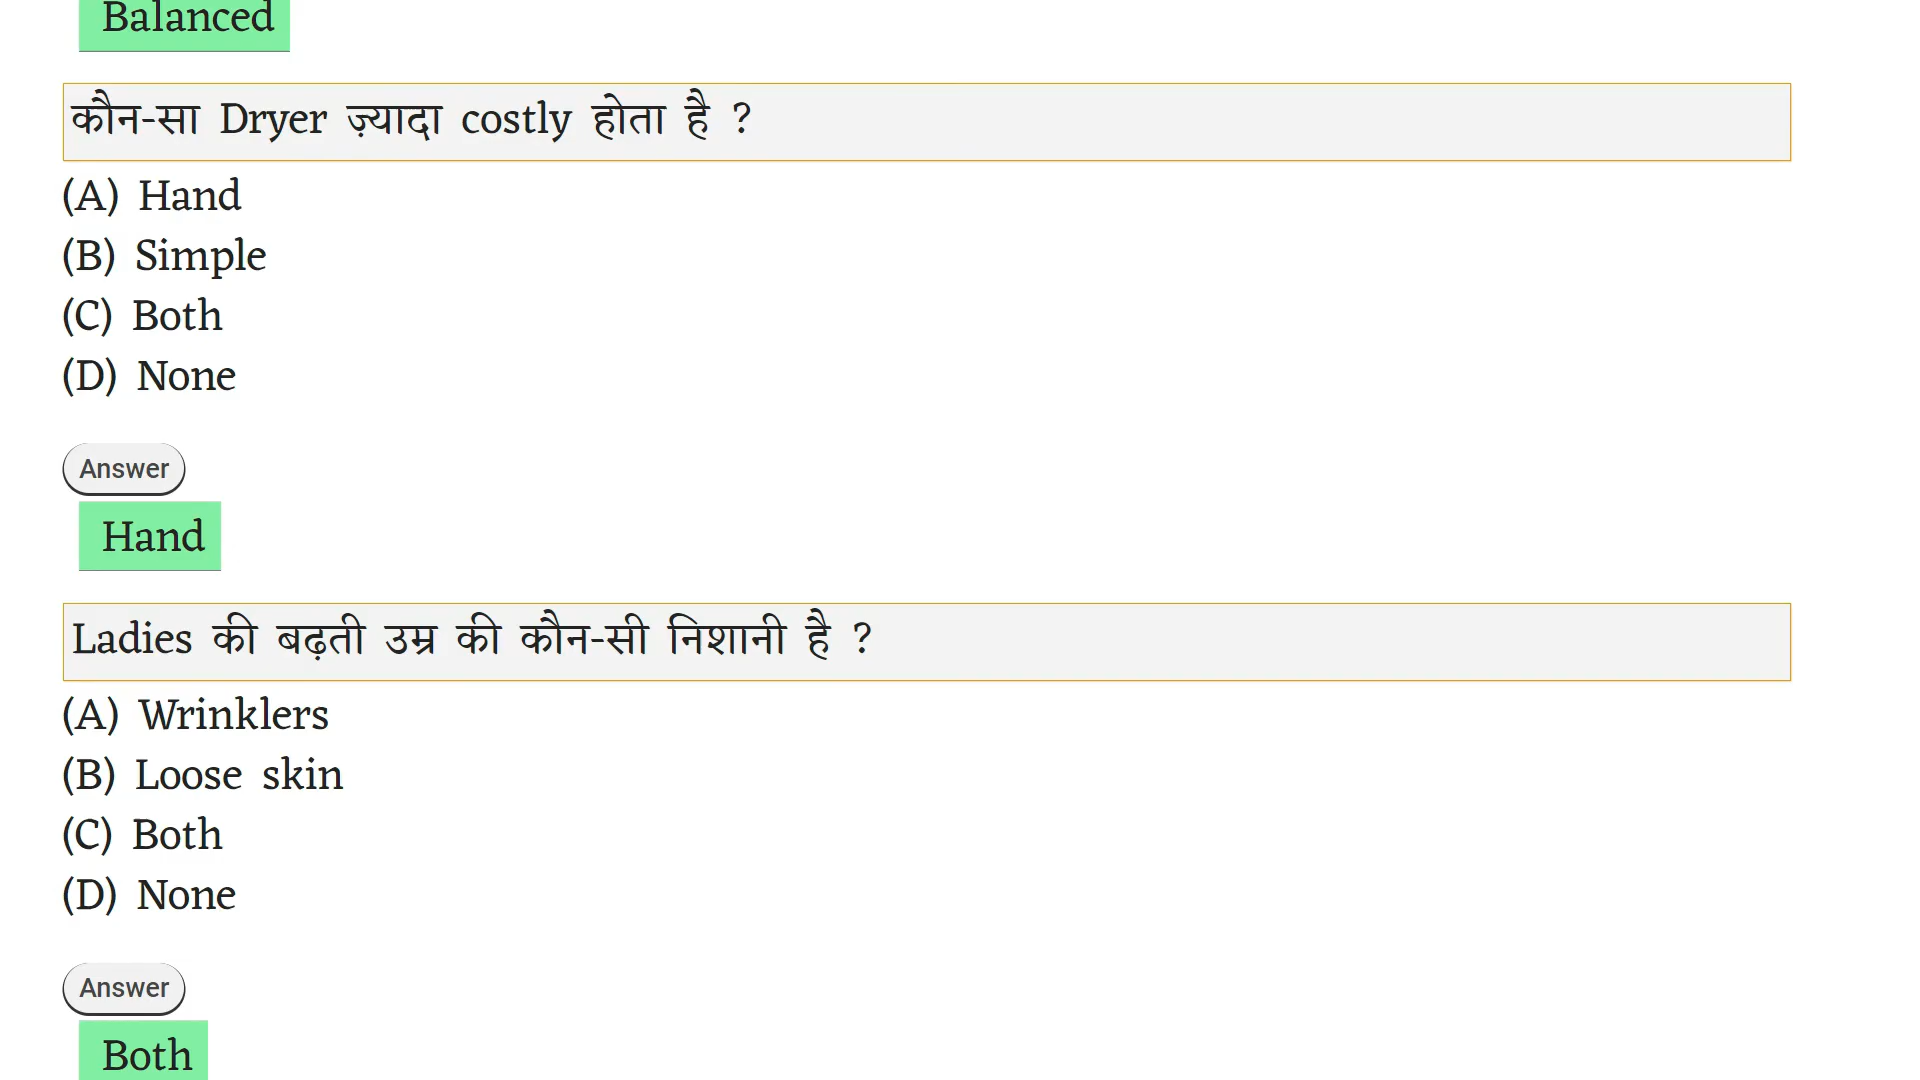 Balanced
कौन-सा Dryer ज़्यादा costly होता है ?
(A) Hand
(B) Simple
(C) Both
(D) None
Answer
Hand
Ladies की बढ़ती उम्र की कौन-सी निशानी है ?
(A) Wrinklers
(B) Loose skin
(C) Both
(D) None
Answer
Both